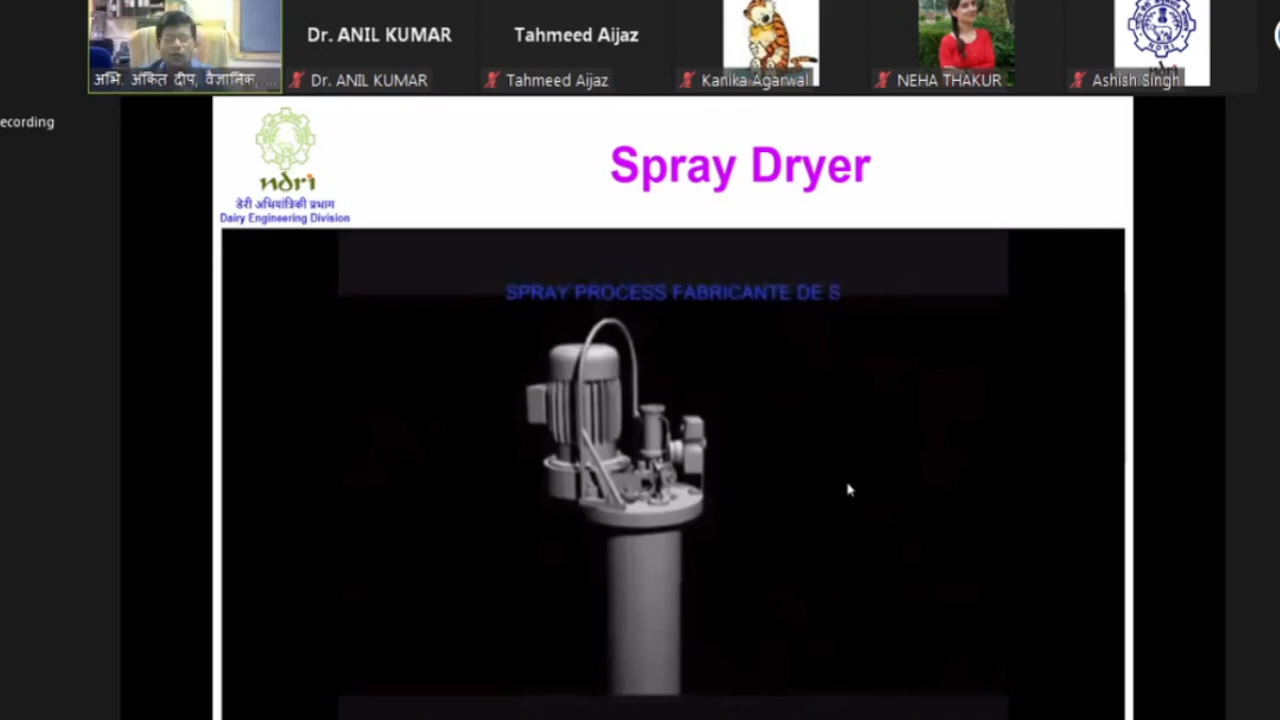 Dr. ANIL KUMAR
Tahmeed Aijaz
अभि. अंकित दीप, वैज्ञानिक, ...
Dr. ANIL KUMAR
Tahmeed Aijaz
Kanika Agarwal
NEHA THAKUR
Ashish Singh
ecording
ndri
डेरी अभियांत्रिकी प्रभाग
Dairy Engineering Division
Spray Dryer
SPRAY PROCESS FABRICANTE DE S